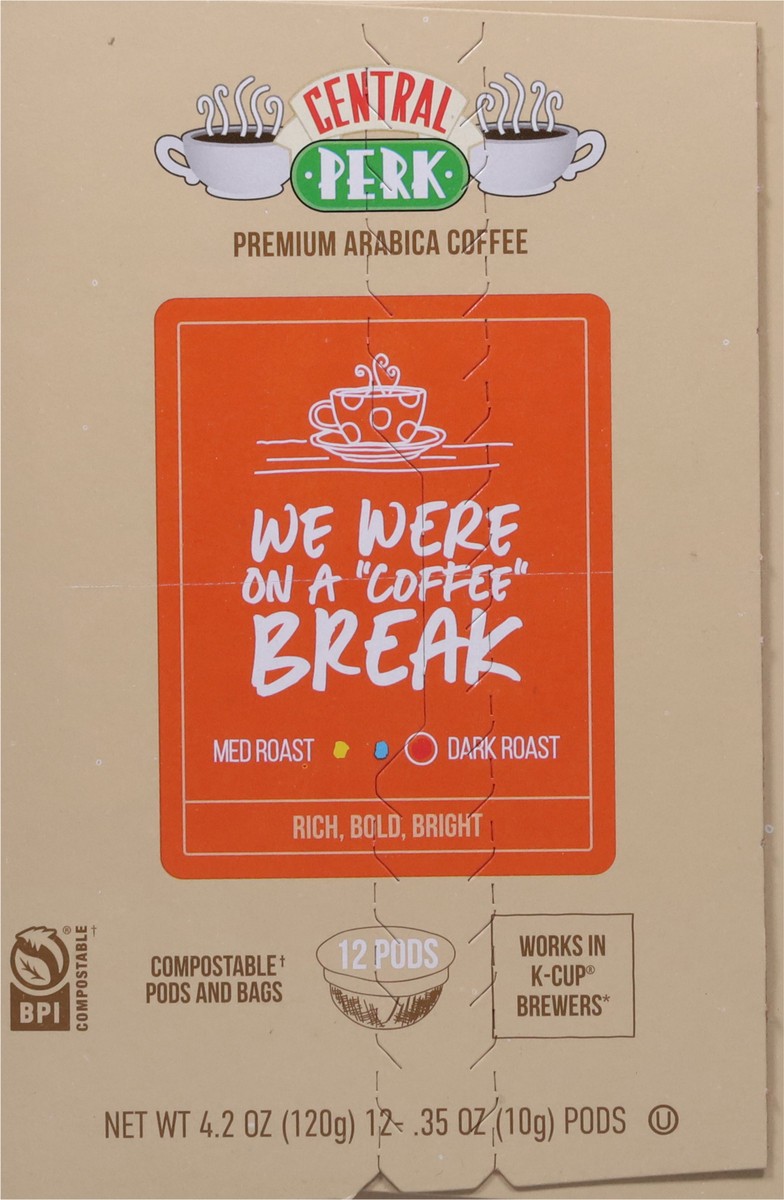 CENTRAL
·PERK·
PREMIUM ARABICA COFFEE
WE WERE
ON A "COFFEE"
BREAK
MED ROAST DARK ROAST
RICH, BOLD, BRIGHT
BPI
® COMPOSTABLE†
COMPOSTABLE†
PODS AND BAGS
12 PODS
WORKS IN
K-CUP®
BREWERS*
NET WT 4.2 OZ (120g) 12- .35 OZ (10g) PODS U